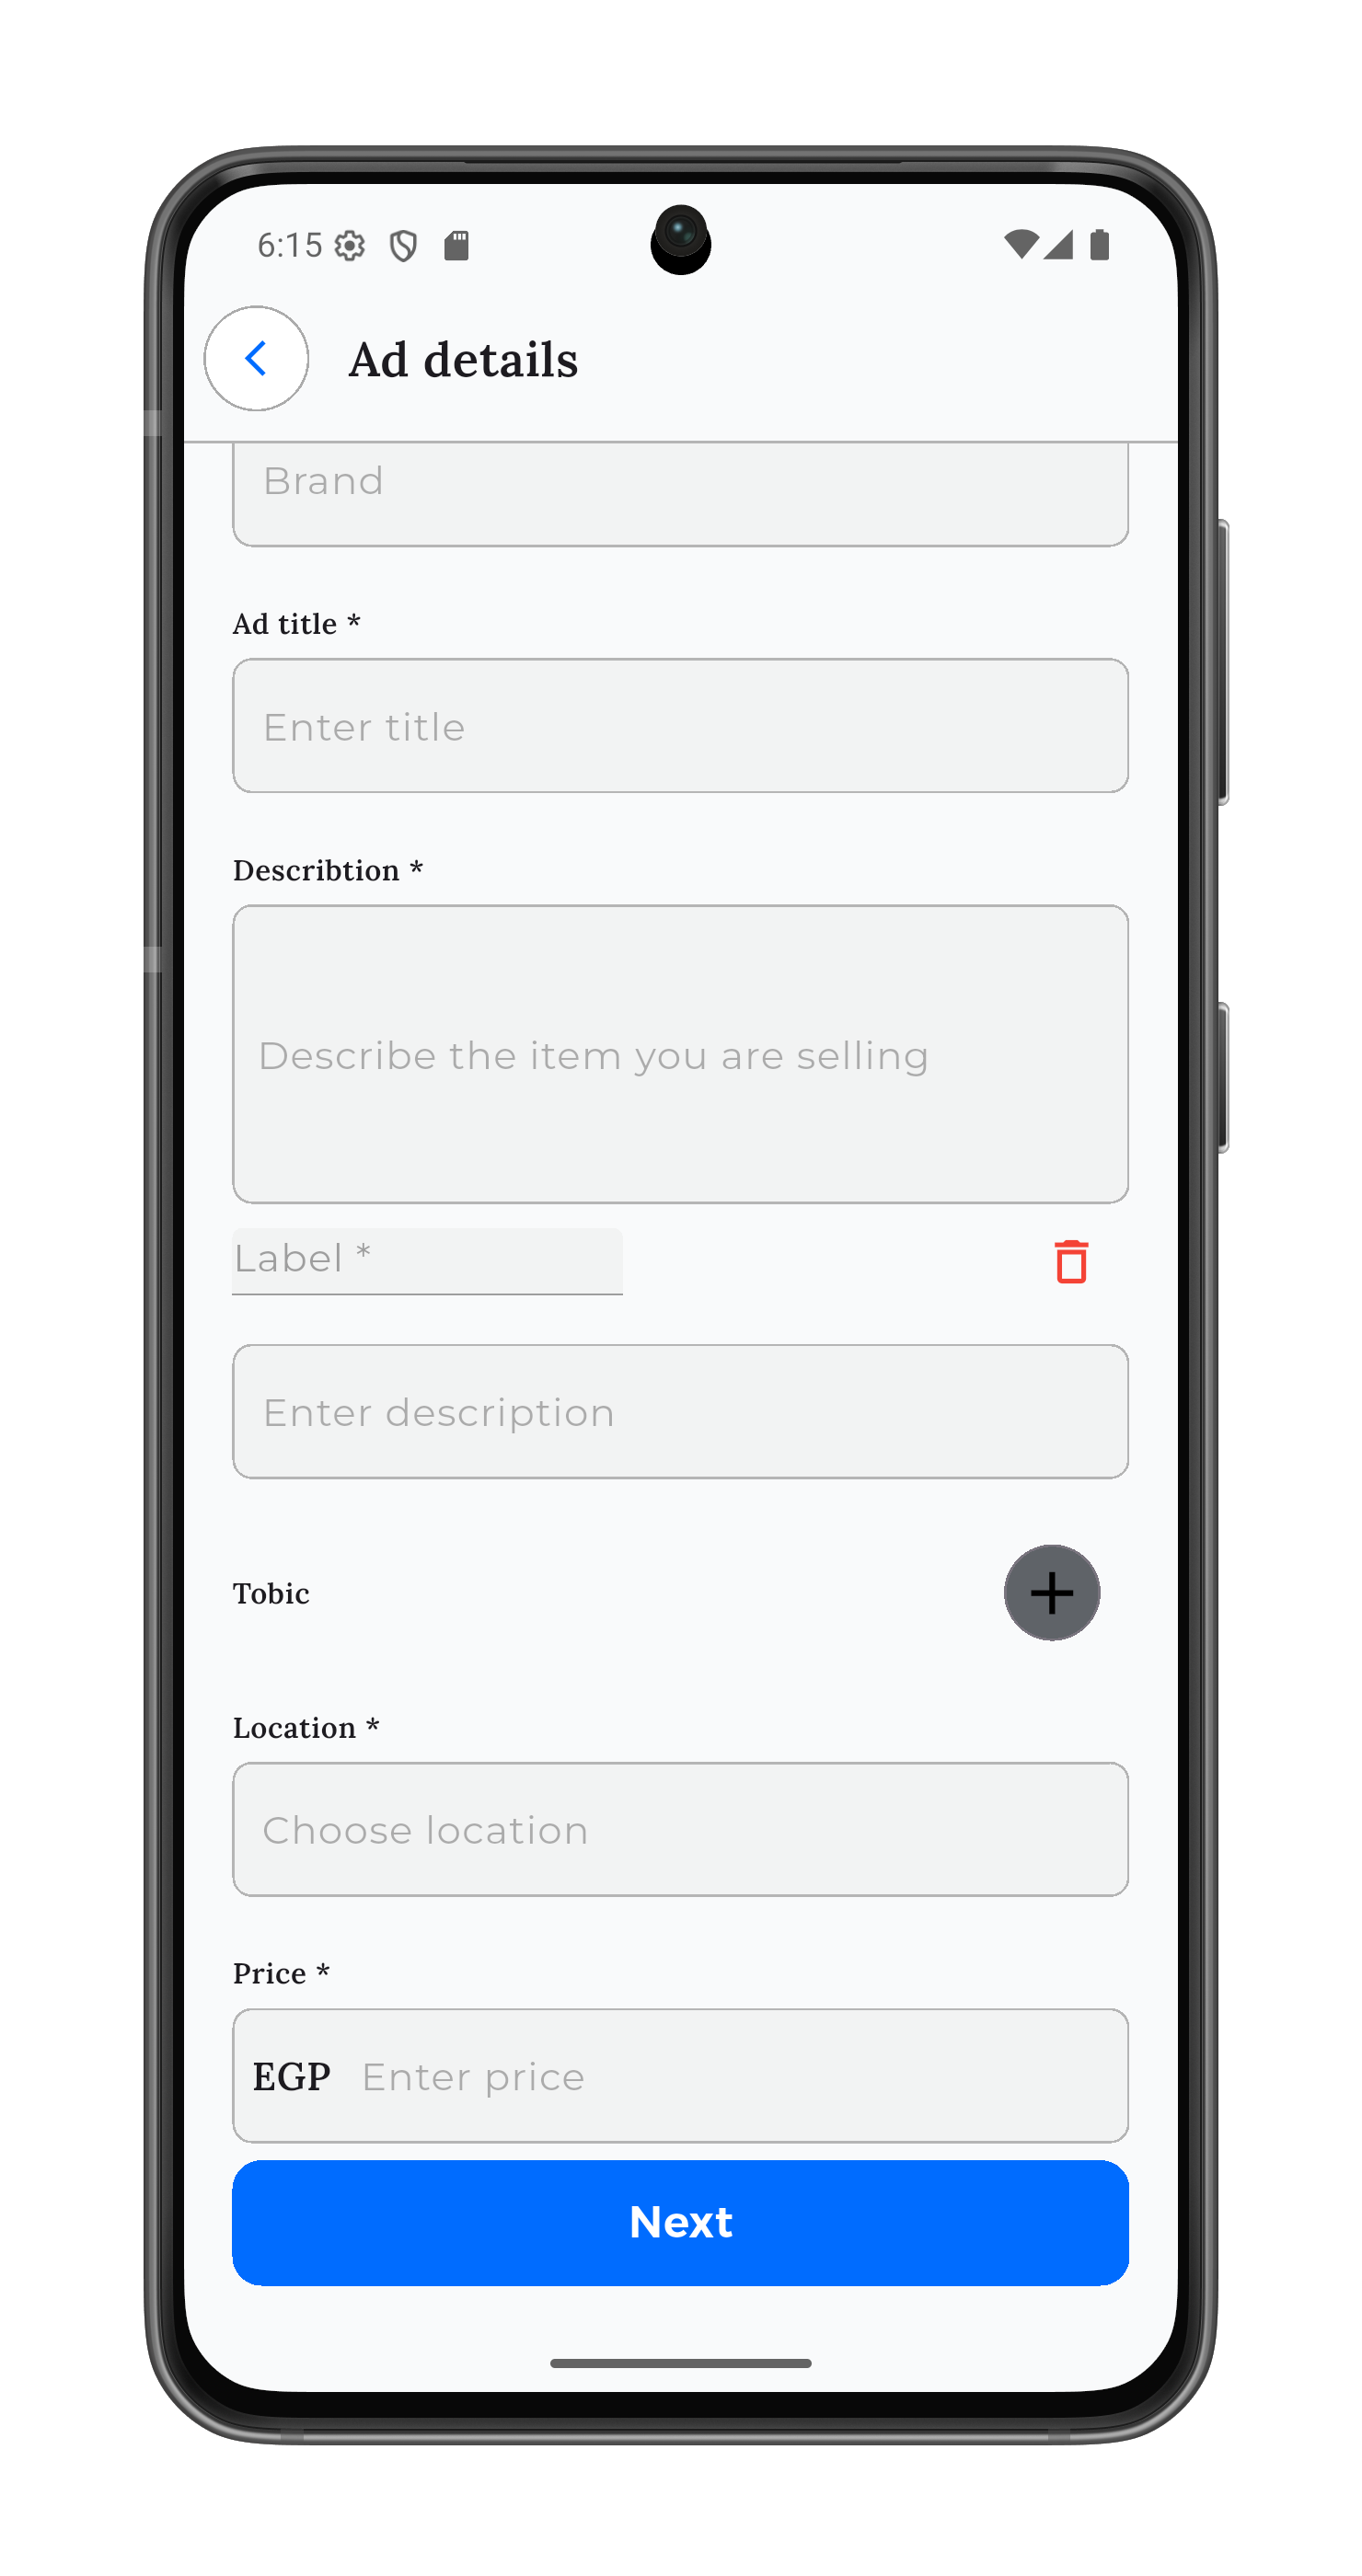 6:15
Ad details
Brand
Ad title *
Enter title
Describtion *
Describe the item you are selling
Label *
Enter description
Tobic
Location *
Choose location
Price *
EGP Enter price
Next